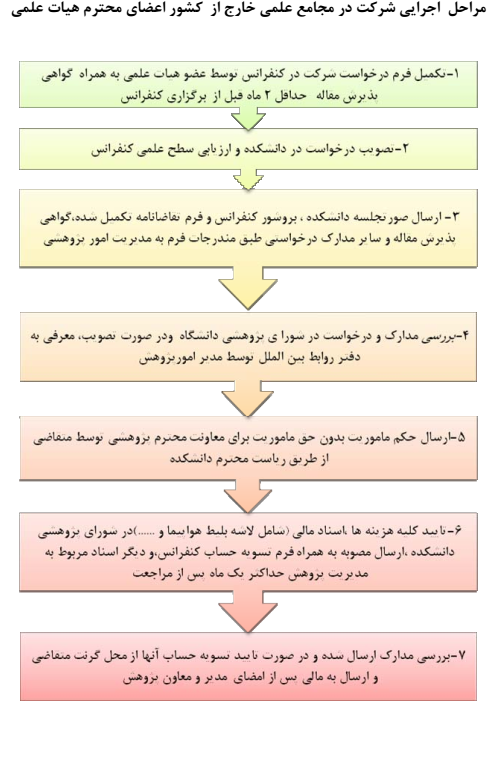 مراحل اجرایی شرکت در مجامع علمی خارج از کشور اعضای محترم هیات علمی
۱-تکمیل فرم درخواست شرکت در کنفرانس توسط عضو هیات علمی به همراه گواهی
پذیرش مقاله حداقل ۲ ماه قبل از برگزاری کنفرانس
۲-تصویب درخواست در دانشکده و ارزیابی سطح علمی کنفرانس
۳- ارسال صورتجلسه دانشکده ، بروشور کنفرانس و فرم تقاضانامه تکمیل شده،گواهی
پذیرش مقاله و سایر مدارک درخواستی طبق مندرجات فرم به مدیریت امور پژوهشی
۴-بررسی مدارک و درخواست در شورا ی پژوهشی دانشگاه ودر صورت تصویب، معرفی به
دفتر روابط بین الملل توسط مدیر امورپژوهش
۵-ارسال حکم ماموریت بدون حق ماموریت برای معاونت محترم پژوهشی توسط متقاضی
از طریق ریاست محترم دانشکده
۶-تایید کلیه هزینه ها ،اسناد مالی (شامل لاشه بلیط هواپیما و ......)در شورای پژوهشی
دانشکده ،ارسال مصوبه به همراه فرم تسویه حساب کنفرانس،و دیگر اسناد مربوط به
مدیریت پژوهش حداکثر یک ماه پس از مراجعت
۷-بررسی مدارک ارسال شده و در صورت تایید تسویه حساب آنها از محل گرنت متقاضی
و ارسال به مالی پس از امضای مدیر و معاون پژوهش